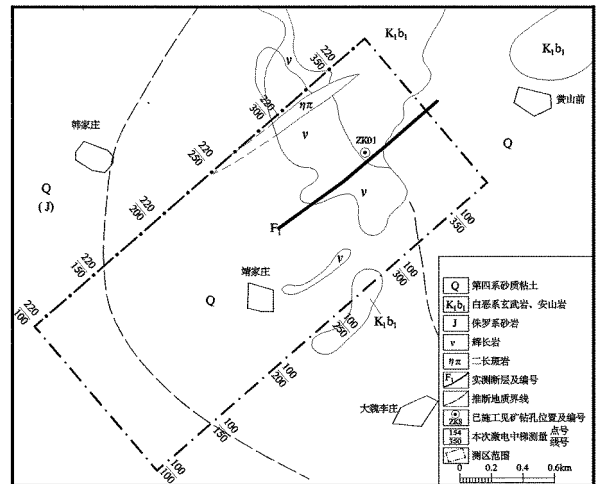 K₁b₁
K₁b₁
ν
220
350
220
300
ηπ
黄山前
韩家庄
220
250
ν
ZK01
Q
Q
(J)
220
200
ν
100
350
F₁
220
150
靖家庄
ν
100
300
Q
K₁b₁
220
100
100
250
100
200
大魏李庄
100
150
100
100
图例
Q 第四系砂质粘土
K₁b₁ 白垩系玄武岩、安山岩
J 侏罗系砂岩
ν 辉长岩
ηπ 二长斑岩
F₁ 实测断层及编号
推断地质界线
ZK8 已施工见矿钻孔位置及编号
154
350 本次激电中梯测量 点号
线号
测区范围
0 0.2 0.4 0.6km